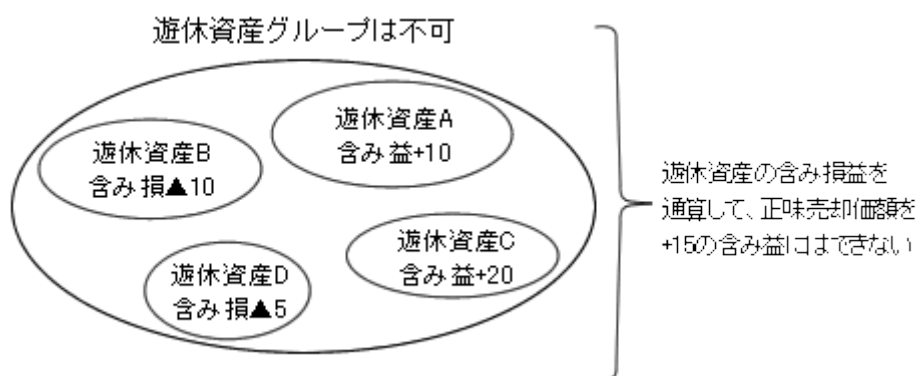 遊休資産グループは不可
遊休資産A
含み益+10
遊休資産B
含み損▲10
遊休資産C
含み益+20
遊休資産D
含み損▲5
遊休資産の含み損益を
通算して、正味売却価額を
+15の含み益にはできない